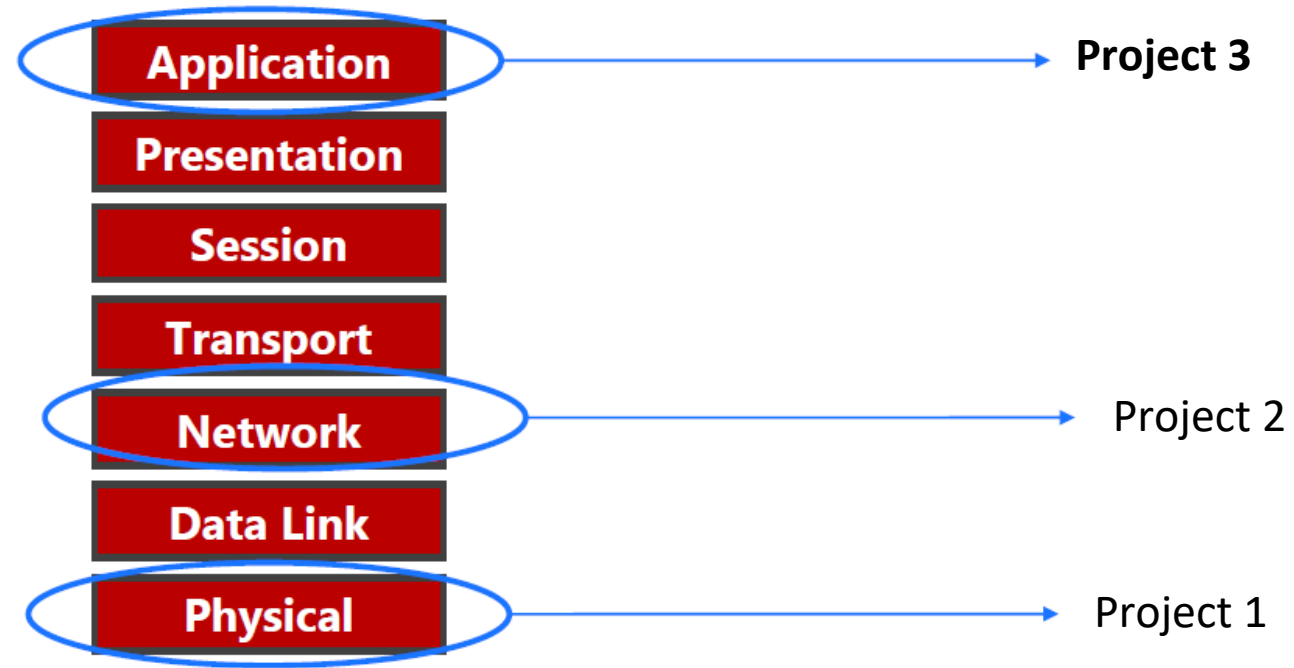 Application
Project 3
Presentation
Session
Transport
Network
Project 2
Data Link
Physical
Project 1